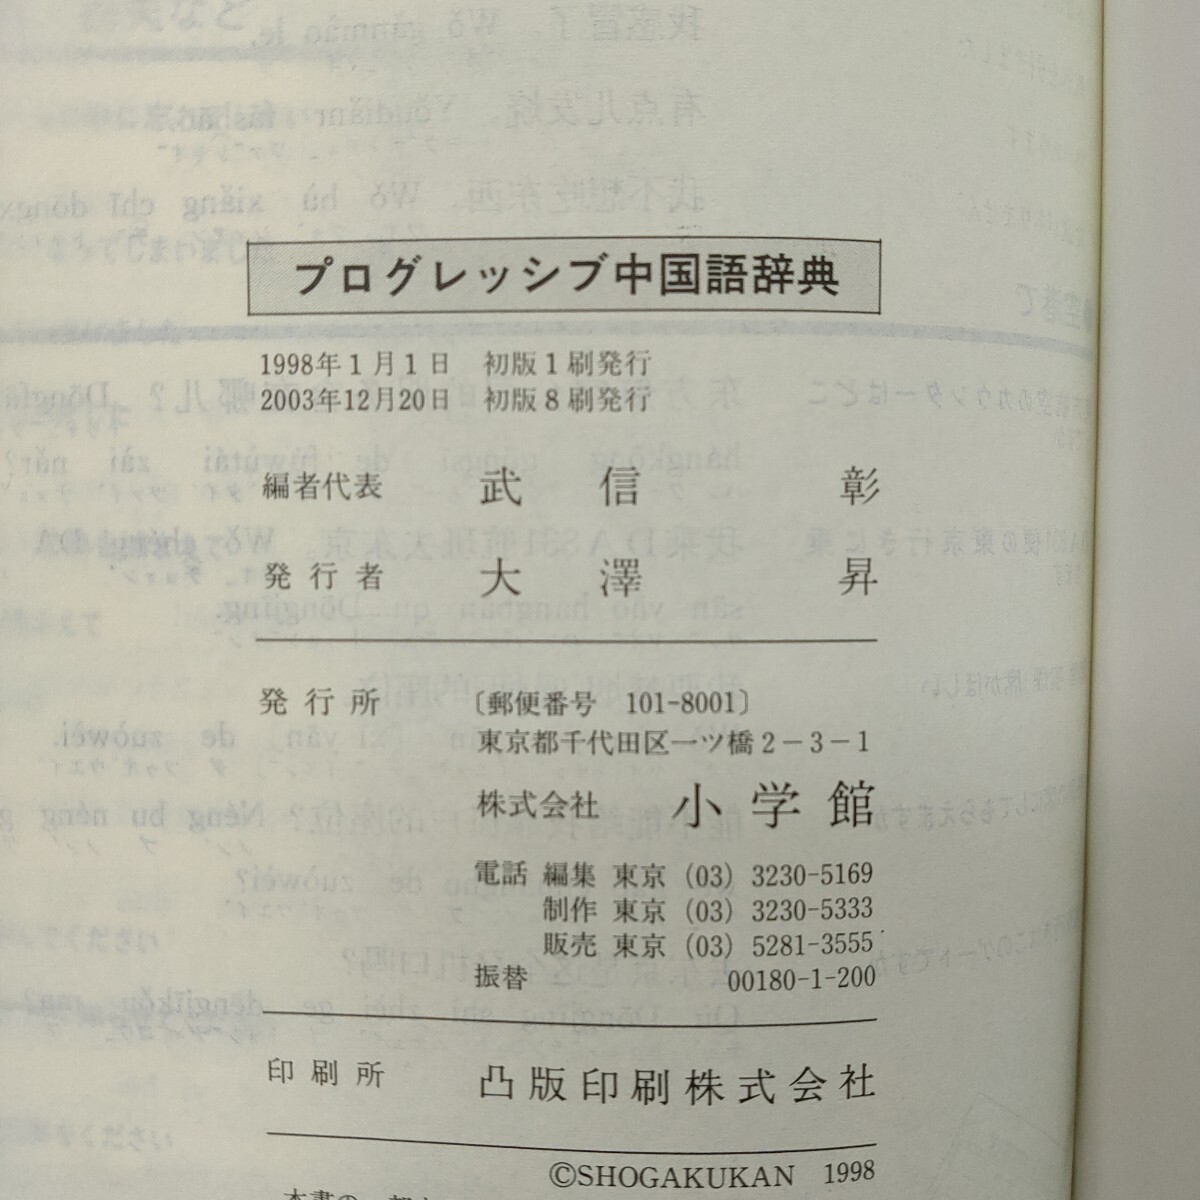 プログレッシブ中国語辞典
1998年1月1日 初版1刷発行
2003年12月20日 初版8刷発行
編者代表 武信 彰
発行者 大澤 昇
発行所 〔郵便番号 101-8001〕
東京都千代田区一ツ橋2-3-1
株式会社 小学館
電話 編集 東京 (03) 3230-5169
制作 東京 (03) 3230-5333
販売 東京 (03) 5281-3555
振替 00180-1-200
印刷所 凸版印刷株式会社
©SHOGAKUKAN 1998